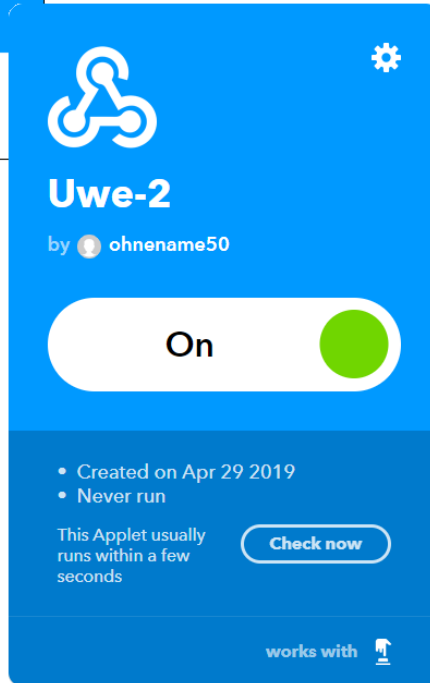 Uwe-2
by ohnename50
On
• Created on Apr 29 2019
• Never run
This Applet usually
runs within a few
seconds
Check now
works with